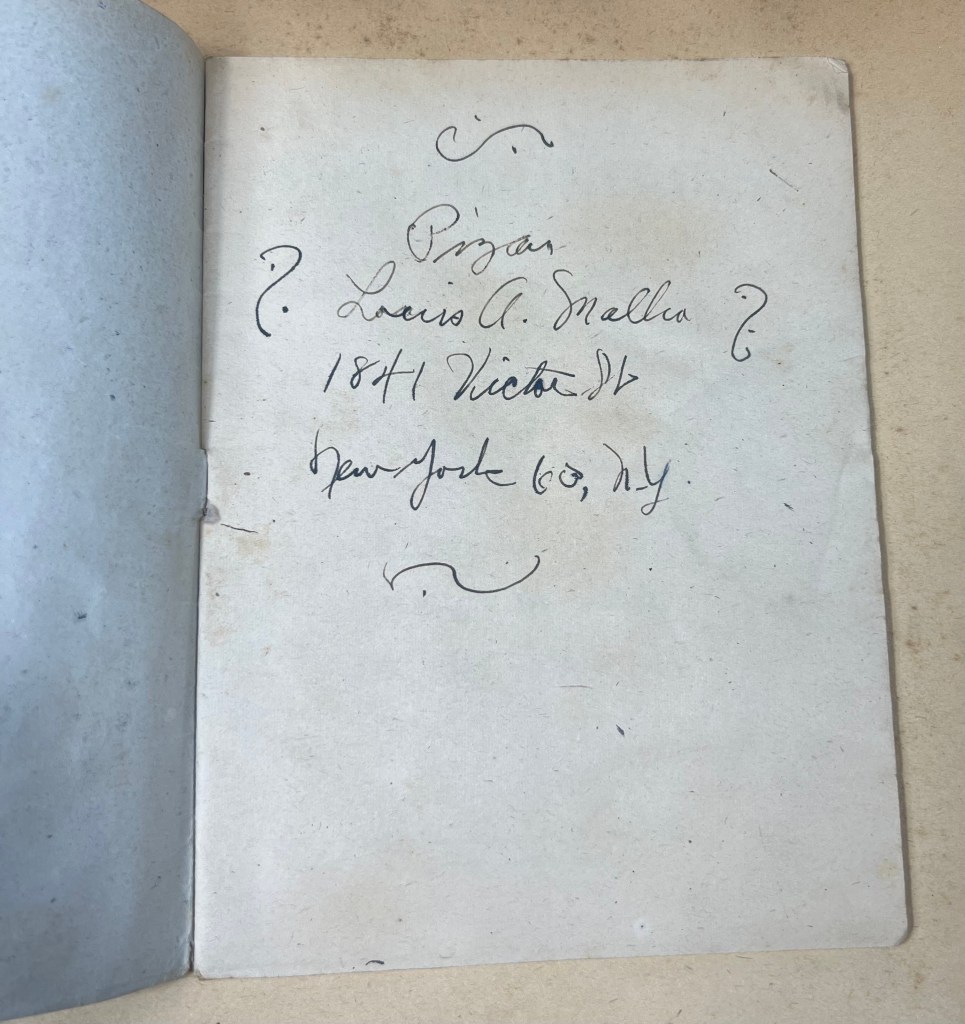 Louis A. Mallia
1841 Victor St
New York 60, N.Y.